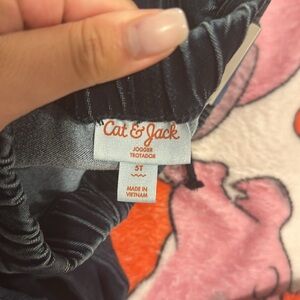 Cat & Jack
JOGGER
TROTADOR
5T
MADE IN
VIETNAM